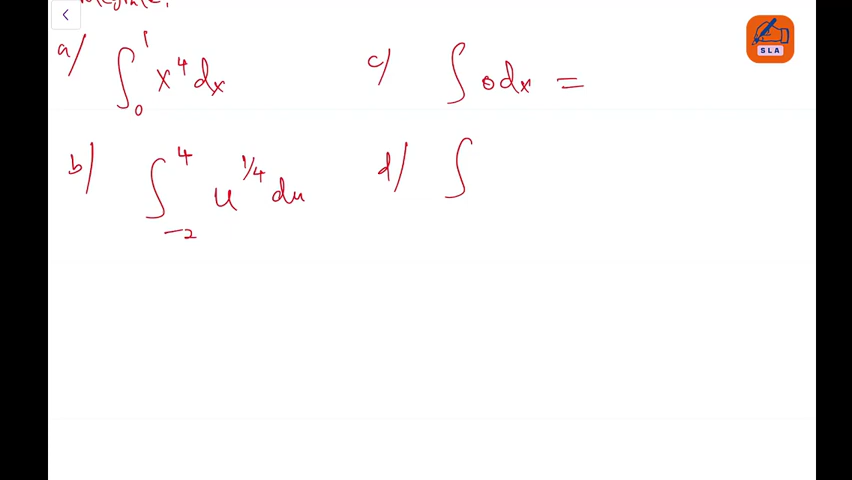 a/ ∫₀¹ x⁴ dx
c/ ∫ 0 dx =
b/ ∫₋₂⁴ u^{1/4} du
d/ ∫
SLA